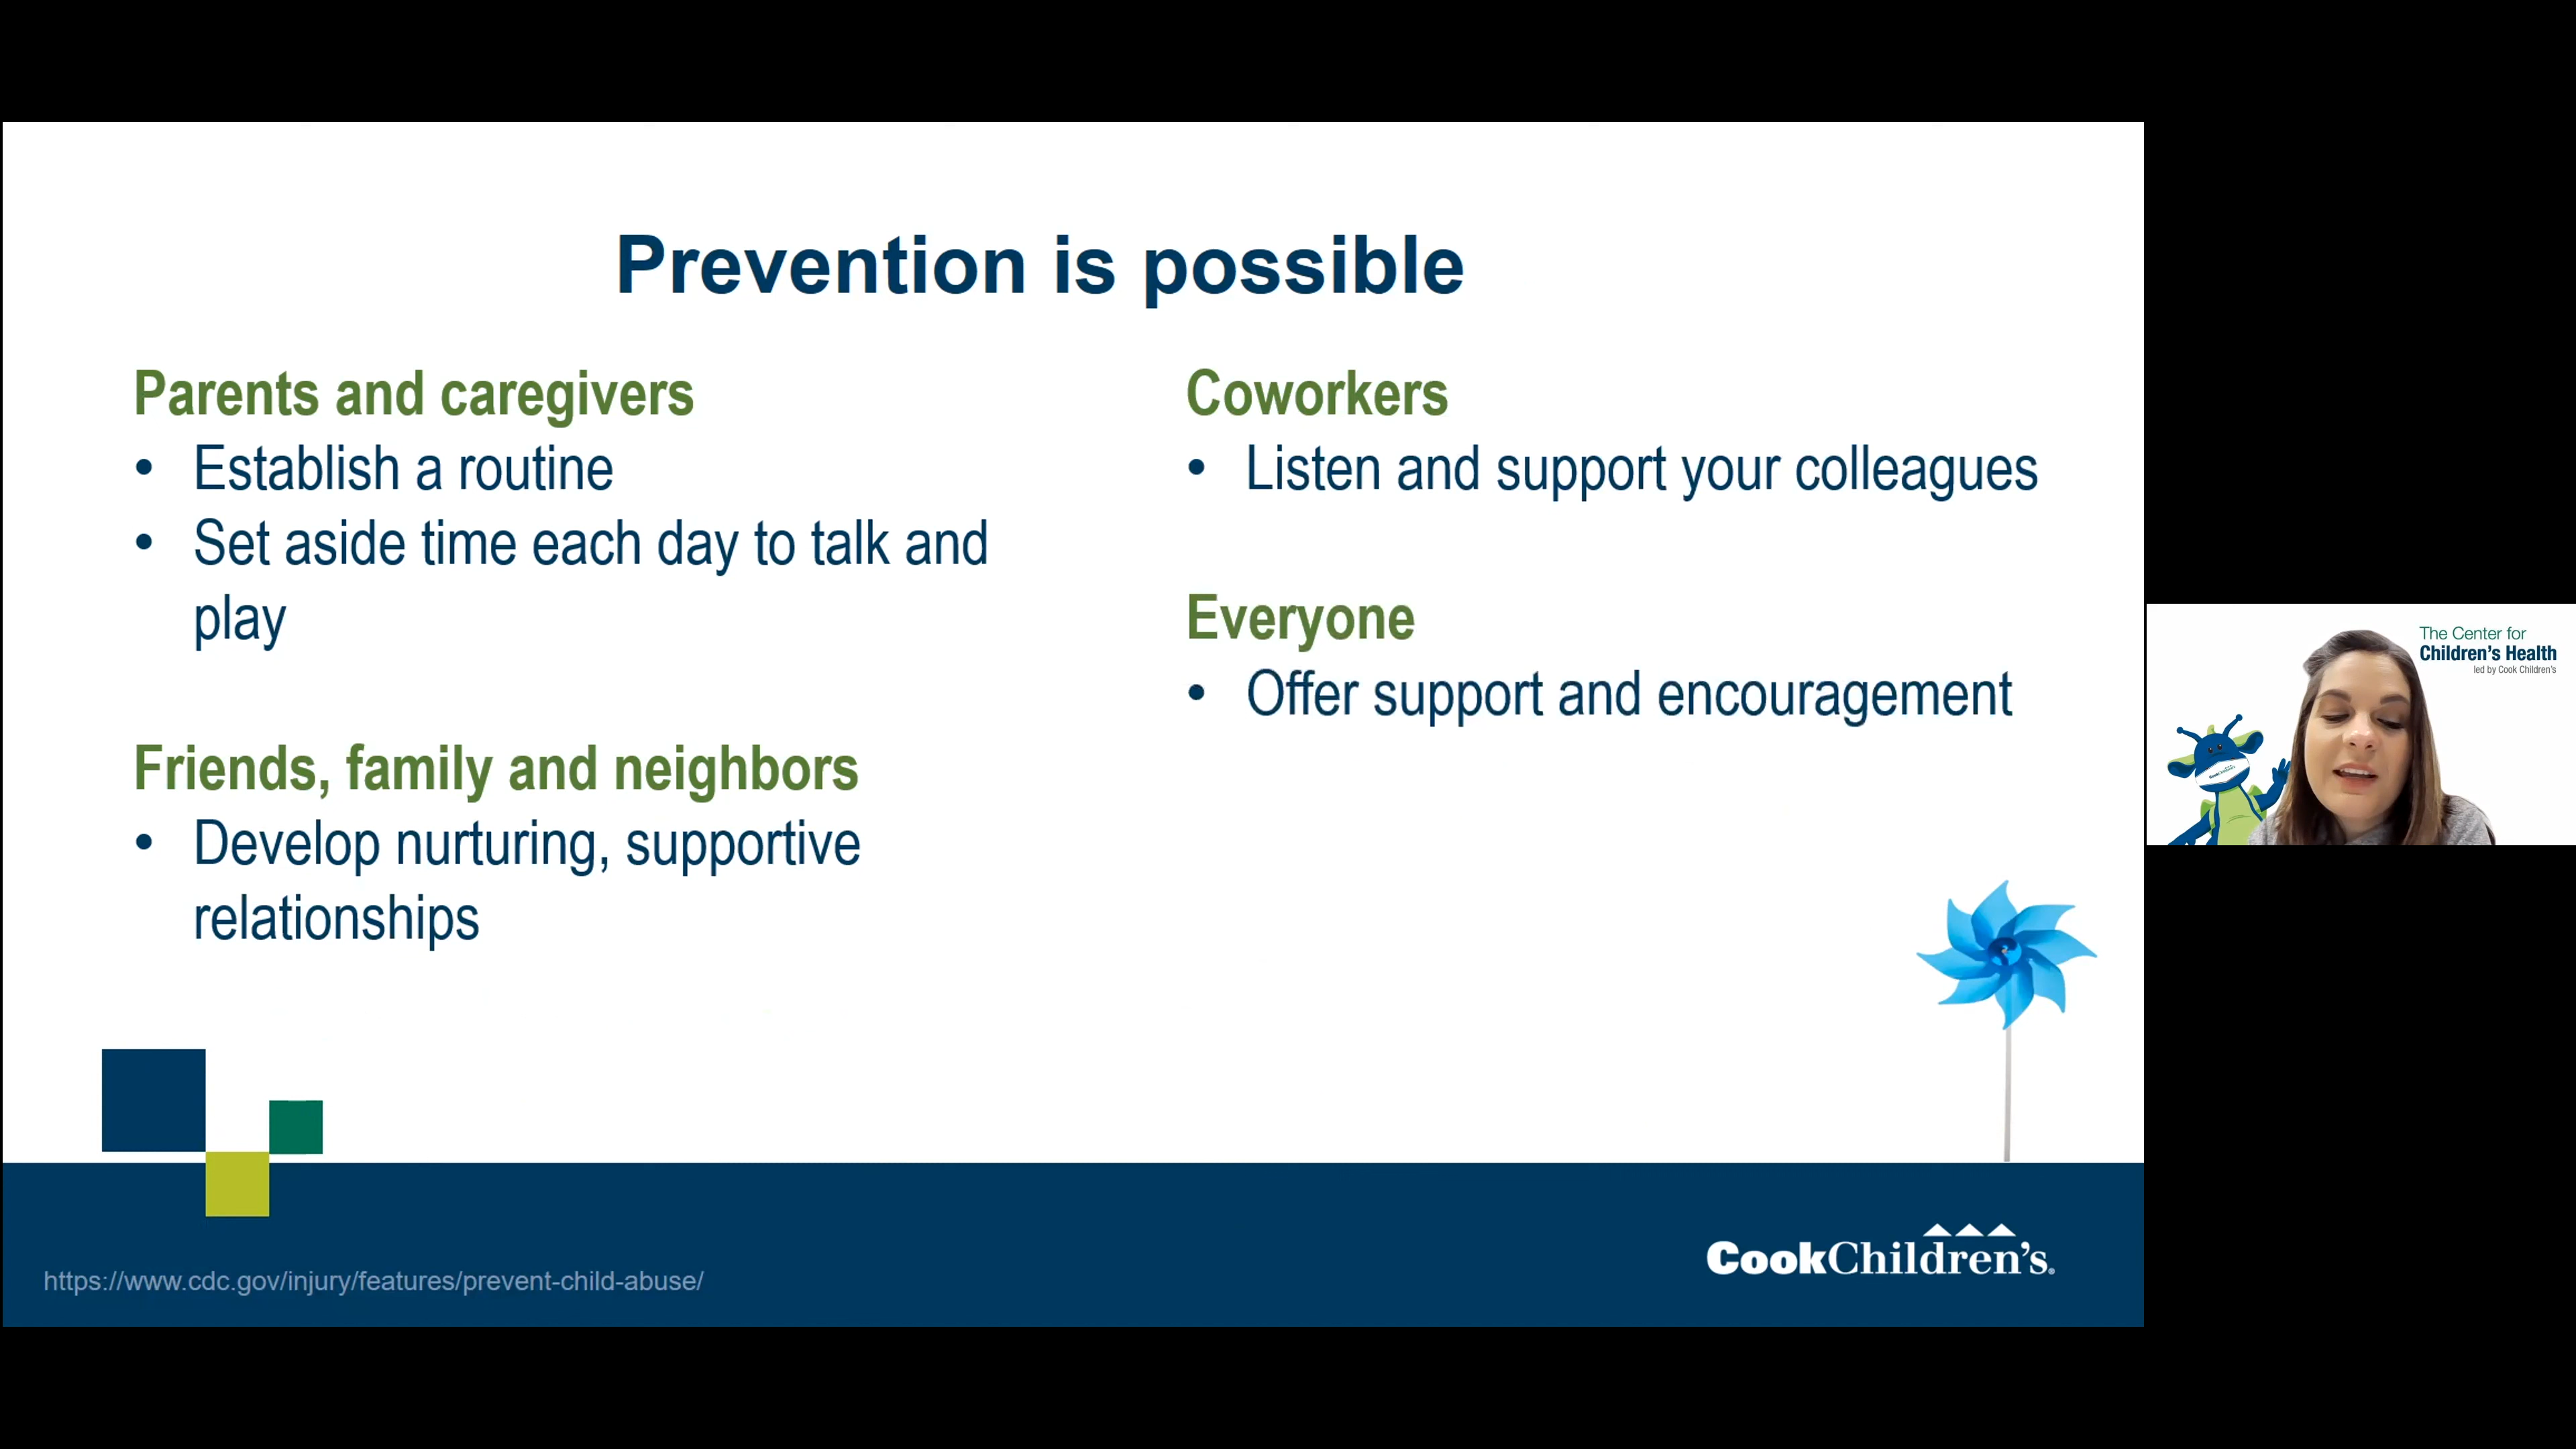 Prevention is possible
Parents and caregivers
• Establish a routine
• Set aside time each day to talk and
play
Friends, family and neighbors
• Develop nurturing, supportive
relationships
Coworkers
• Listen and support your colleagues
Everyone
• Offer support and encouragement
The Center for
Children's Health
led by Cook Children's
CookChildren's.
https://www.cdc.gov/injury/features/prevent-child-abuse/